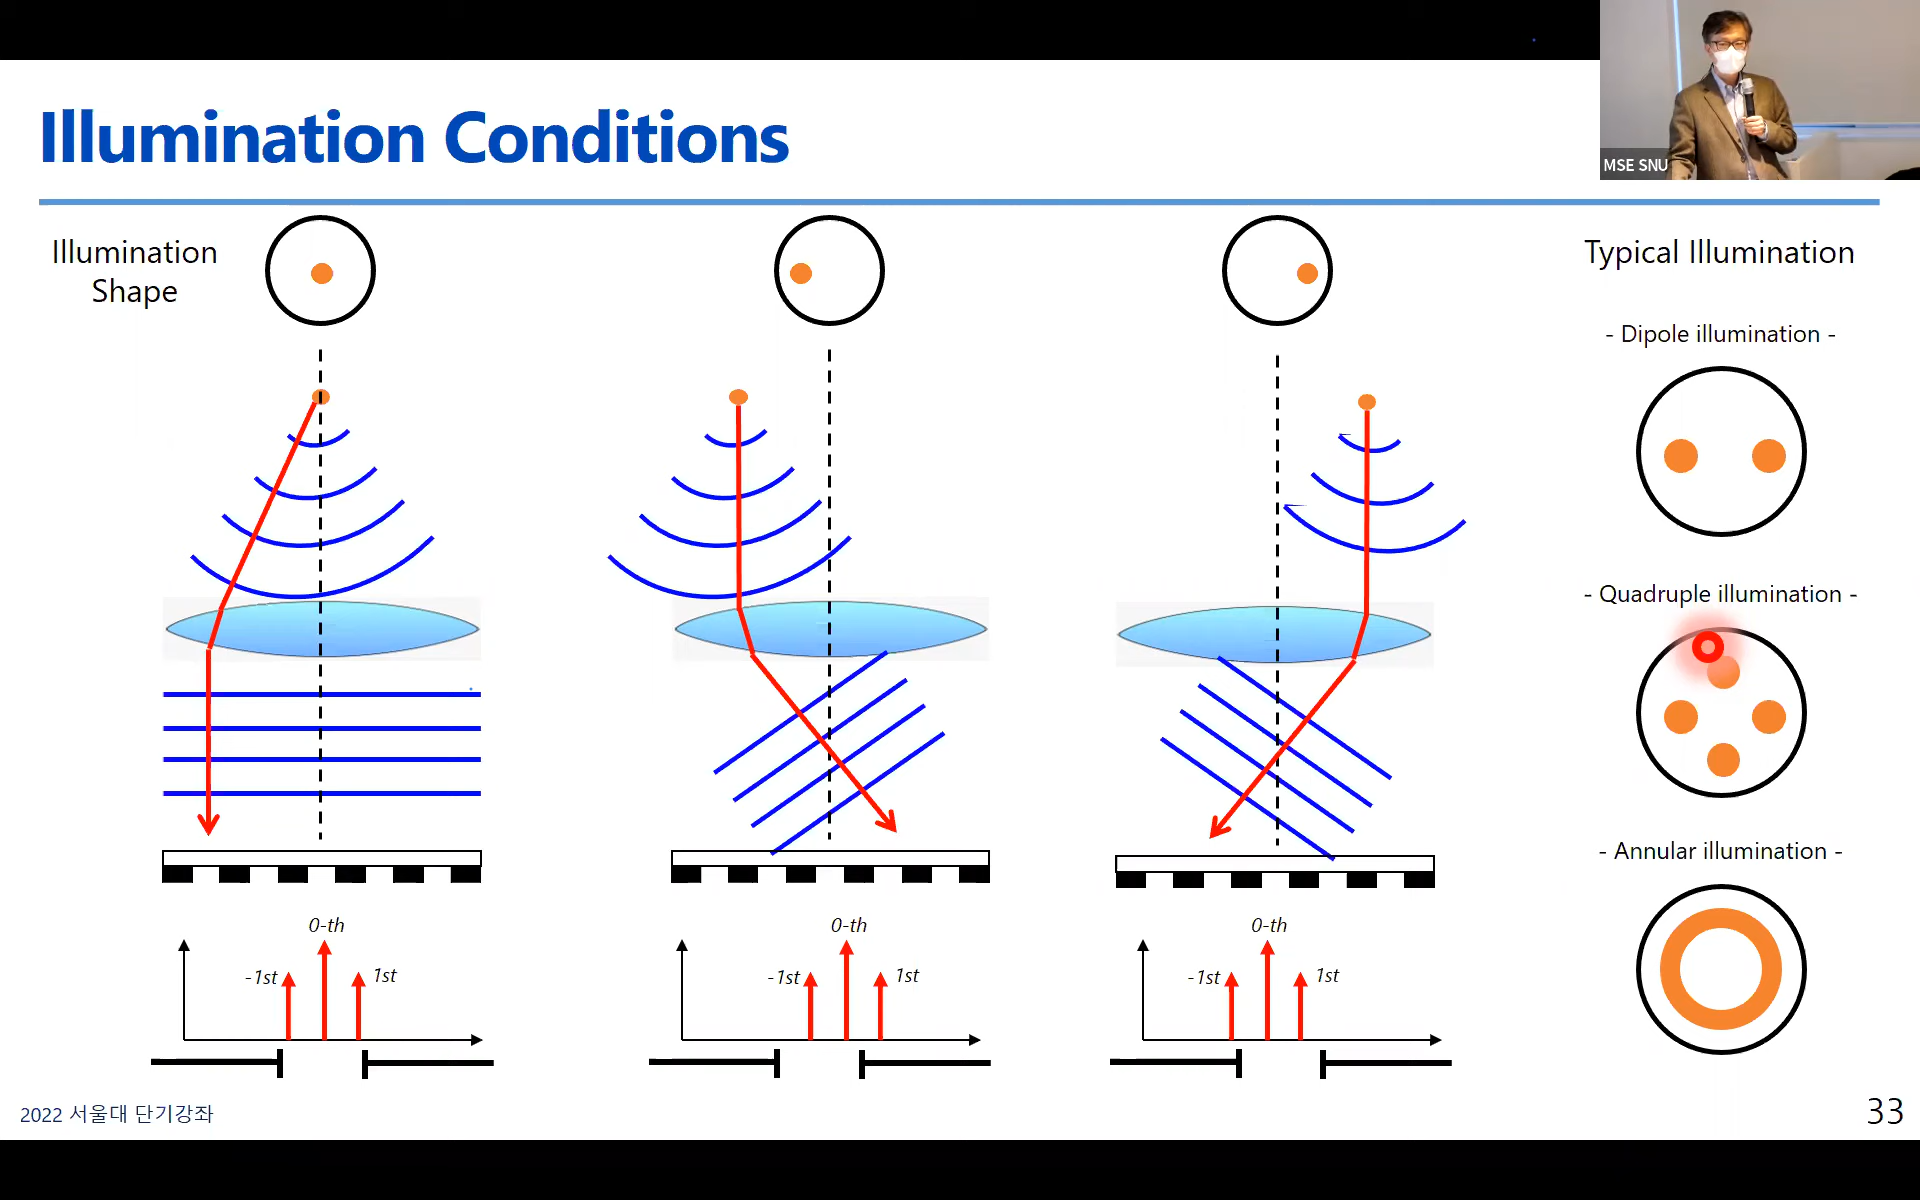 MSE SNU
Illumination Conditions
Illumination
Shape
Typical Illumination
- Dipole illumination -
- Quadruple illumination -
- Annular illumination -
0-th
-1st
1st
0-th
-1st
1st
0-th
-1st
1st
2022 서울대 단기강좌
33